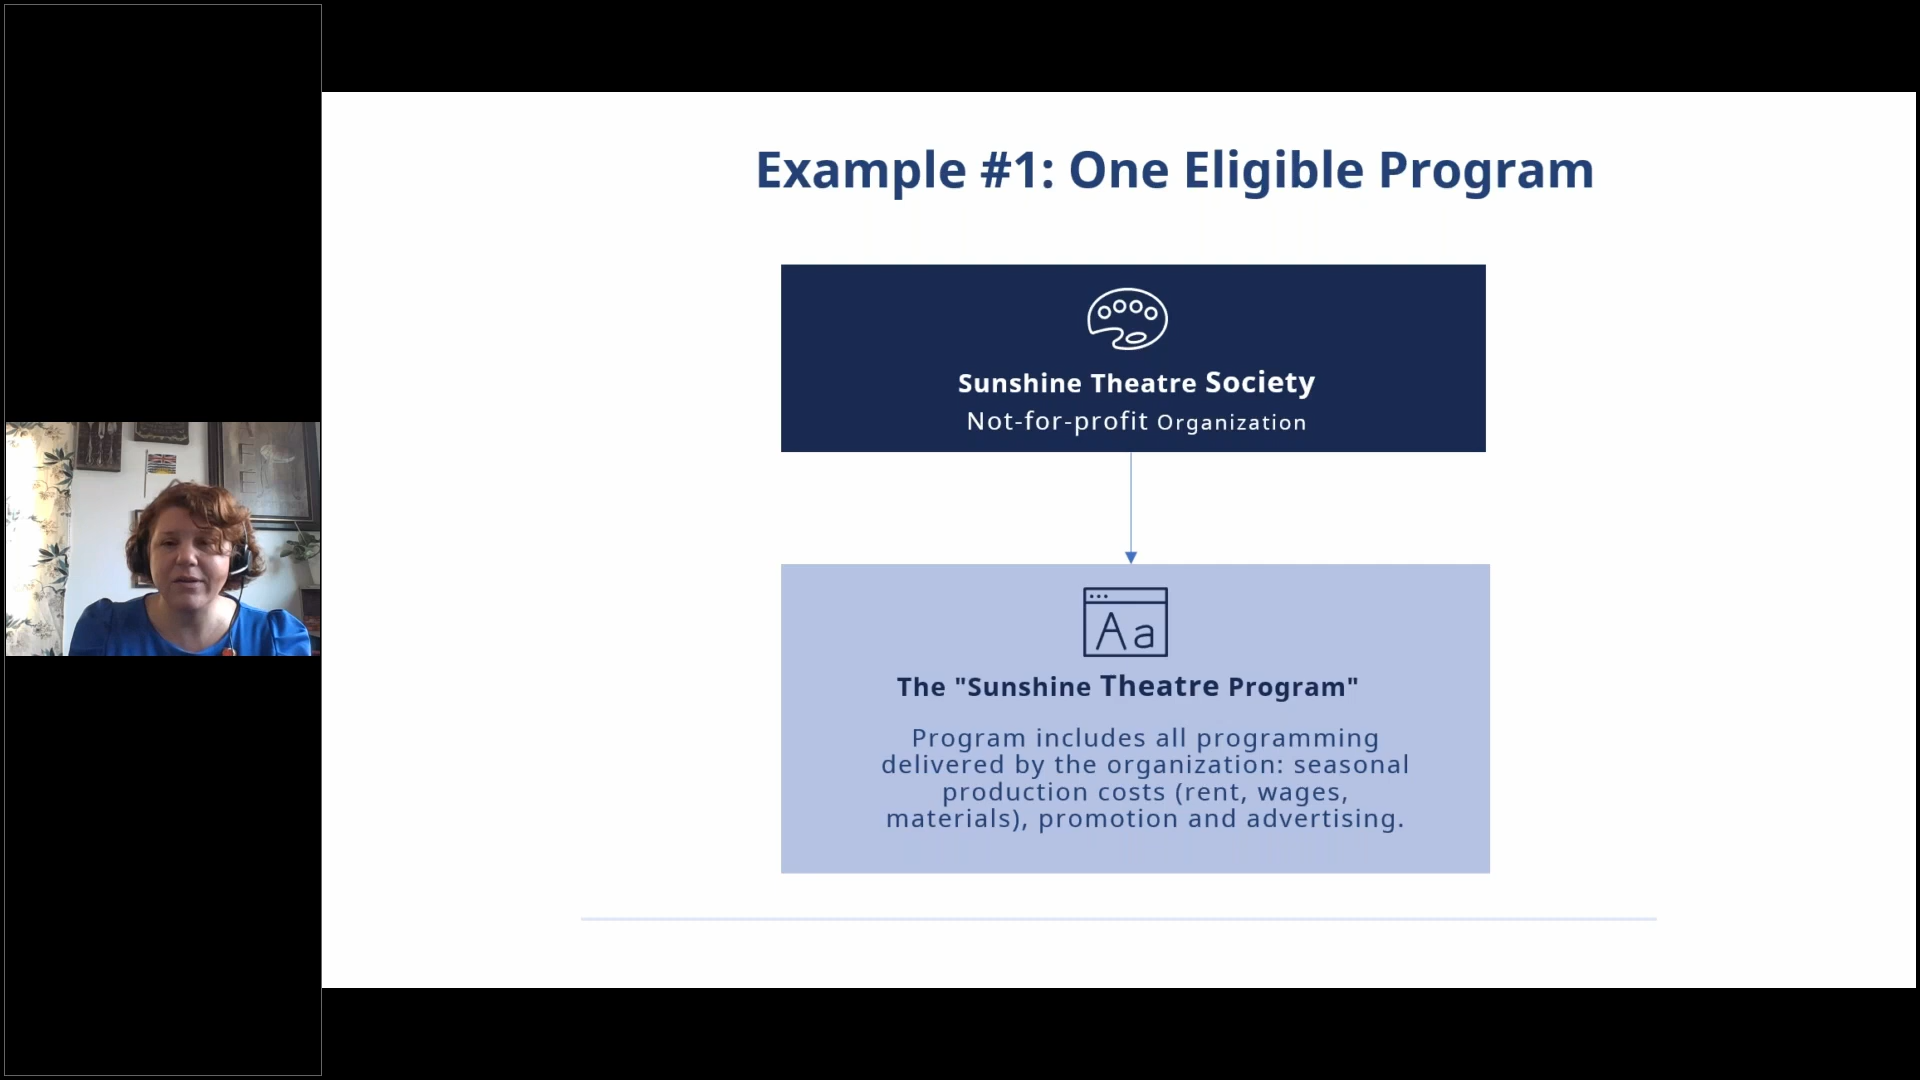 Example #1: One Eligible Program
Sunshine Theatre Society
Not-for-profit Organization
Aa
The "Sunshine Theatre Program"
Program includes all programming
delivered by the organization: seasonal
production costs (rent, wages,
materials), promotion and advertising.